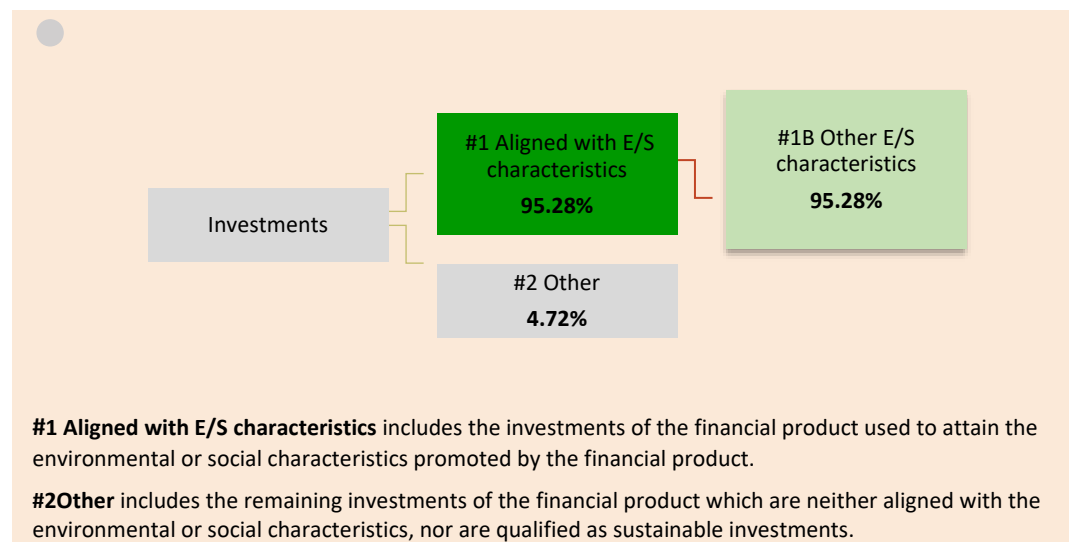 #1 Aligned with E/S
characteristics
95.28%
#1B Other E/S
characteristics
95.28%
Investments
#2 Other
4.72%
#1 Aligned with E/S characteristics includes the investments of the financial product used to attain the
environmental or social characteristics promoted by the financial product.
#2Other includes the remaining investments of the financial product which are neither aligned with the
environmental or social characteristics, nor are qualified as sustainable investments.